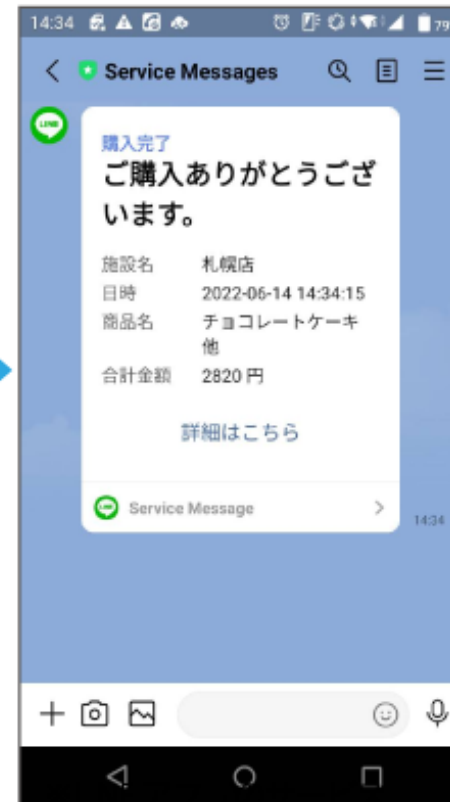 14:34
79
Service Messages
LINE
購入完了
ご購入ありがとうござ
います。
施設名 札幌店
日時 2022-06-14 14:34:15
商品名 チョコレートケーキ
他
合計金額 2820 円
詳細はこちら
LINE Service Message
14:34